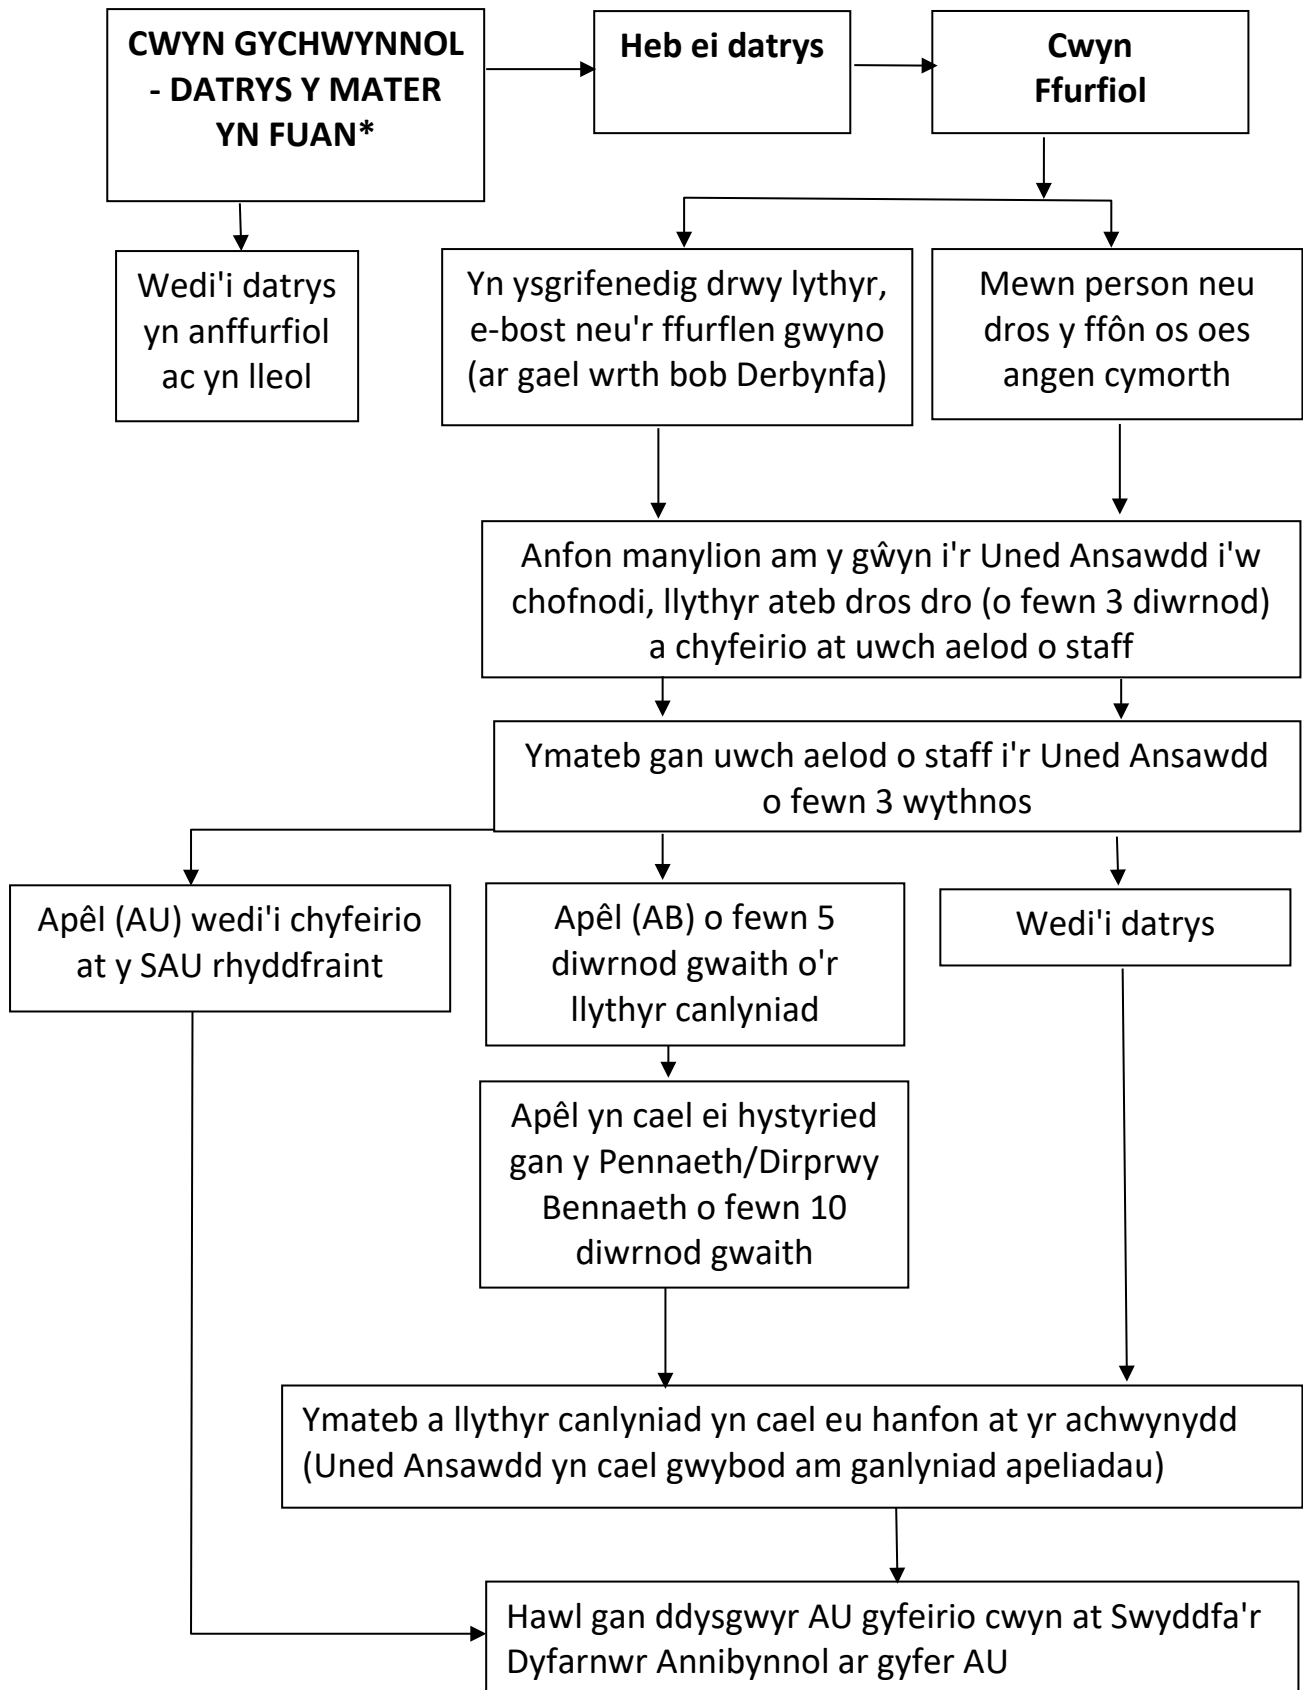 CWYN GYCHWYNNOL
- DATRYS Y MATER
YN FUAN*
Heb ei datrys
Cwyn
Ffurfiol
Wedi'i datrys
yn anffurfiol
ac yn lleol
Yn ysgrifenedig drwy lythyr,
e-bost neu'r ffurflen gwyno
(ar gael wrth bob Derbynfa)
Mewn person neu
dros y ffôn os oes
angen cymorth
Anfon manylion am y gŵyn i'r Uned Ansawdd i'w
chofnodi, llythyr ateb dros dro (o fewn 3 diwrnod)
a chyfeirio at uwch aelod o staff
Ymateb gan uwch aelod o staff i'r Uned Ansawdd
o fewn 3 wythnos
Apêl (AU) wedi'i chyfeirio
at y SAU rhyddfraint
Apêl (AB) o fewn 5
diwrnod gwaith o'r
llythyr canlyniad
Wedi'i datrys
Apêl yn cael ei hystyried
gan y Pennaeth/Dirprwy
Bennaeth o fewn 10
diwrnod gwaith
Ymateb a llythyr canlyniad yn cael eu hanfon at yr achwynydd
(Uned Ansawdd yn cael gwybod am ganlyniad apeliadau)
Hawl gan ddysgwyr AU gyfeirio cwyn at Swyddfa'r
Dyfarnwr Annibynnol ar gyfer AU